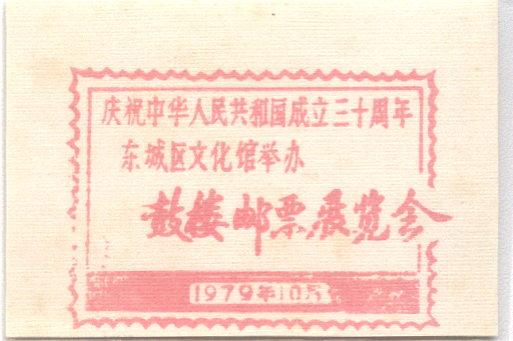 庆祝中华人民共和国成立三十周年
东城区文化馆举办
鼓楼邮票展览会
1979年10月